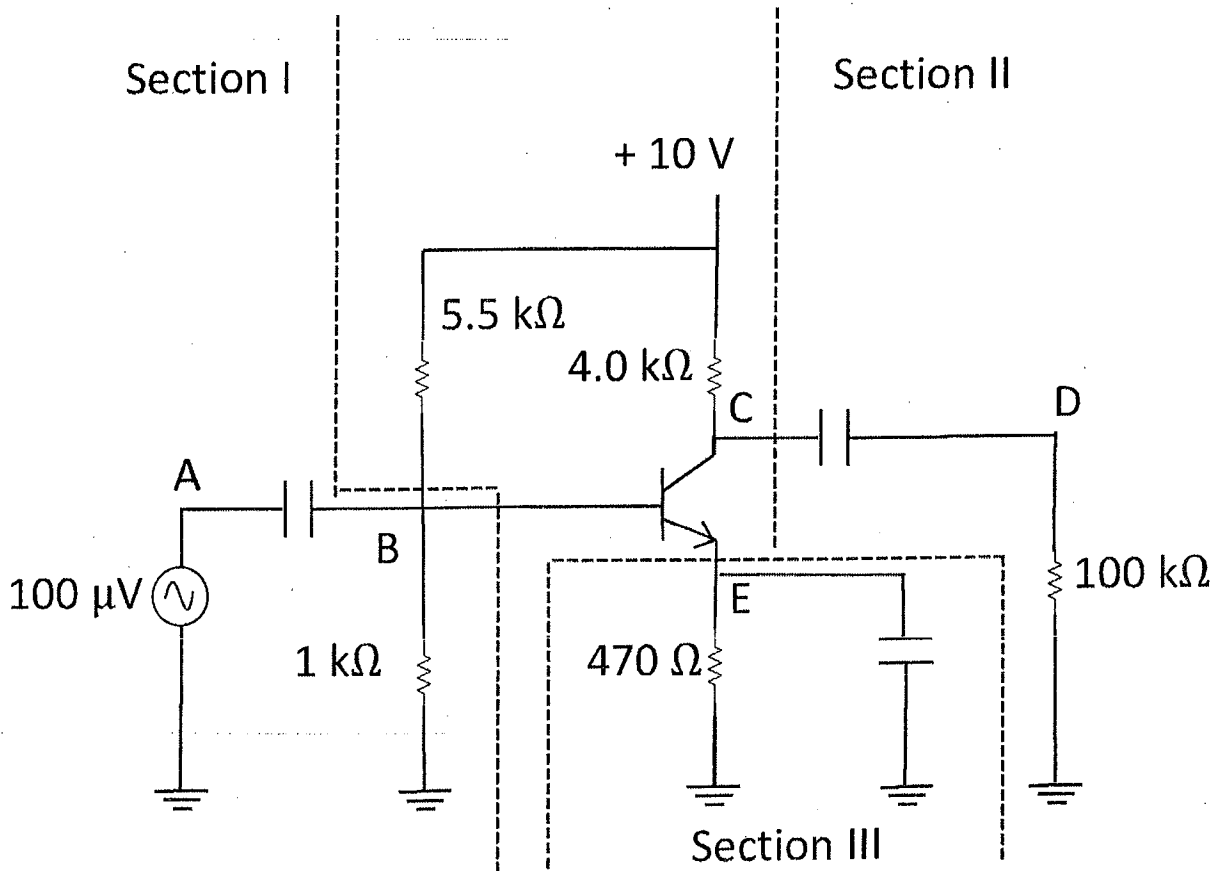 Section I
Section II
+ 10 V
5.5 kΩ
4.0 kΩ
C
D
A
B
100 μV
E
100 kΩ
1 kΩ
470 Ω
Section III